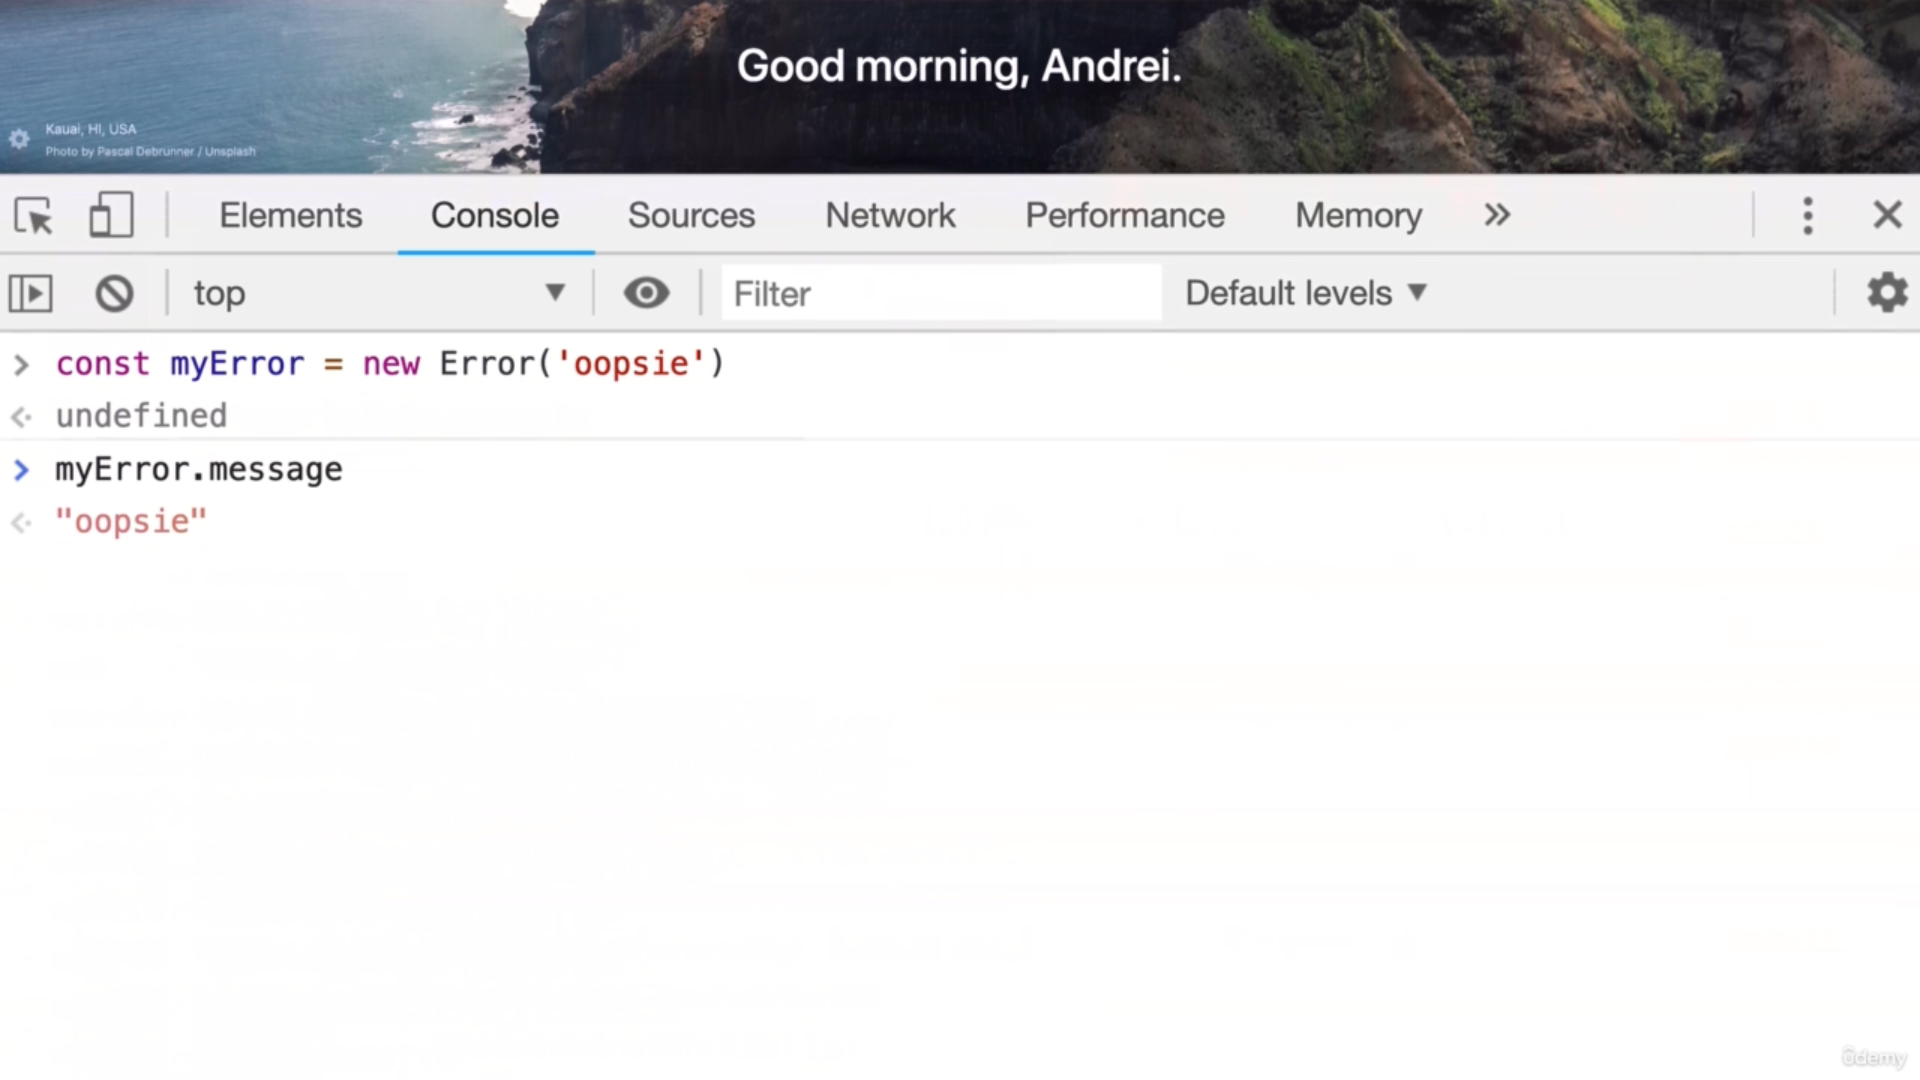 Good morning, Andrei.
Kauai, HI, USA
Photo by Pascal Debrunner / Unsplash
Elements Console Sources Network Performance Memory »
top Filter Default levels
> const myError = new Error('oopsie')
undefined
> myError.message
"oopsie"
ûdemy